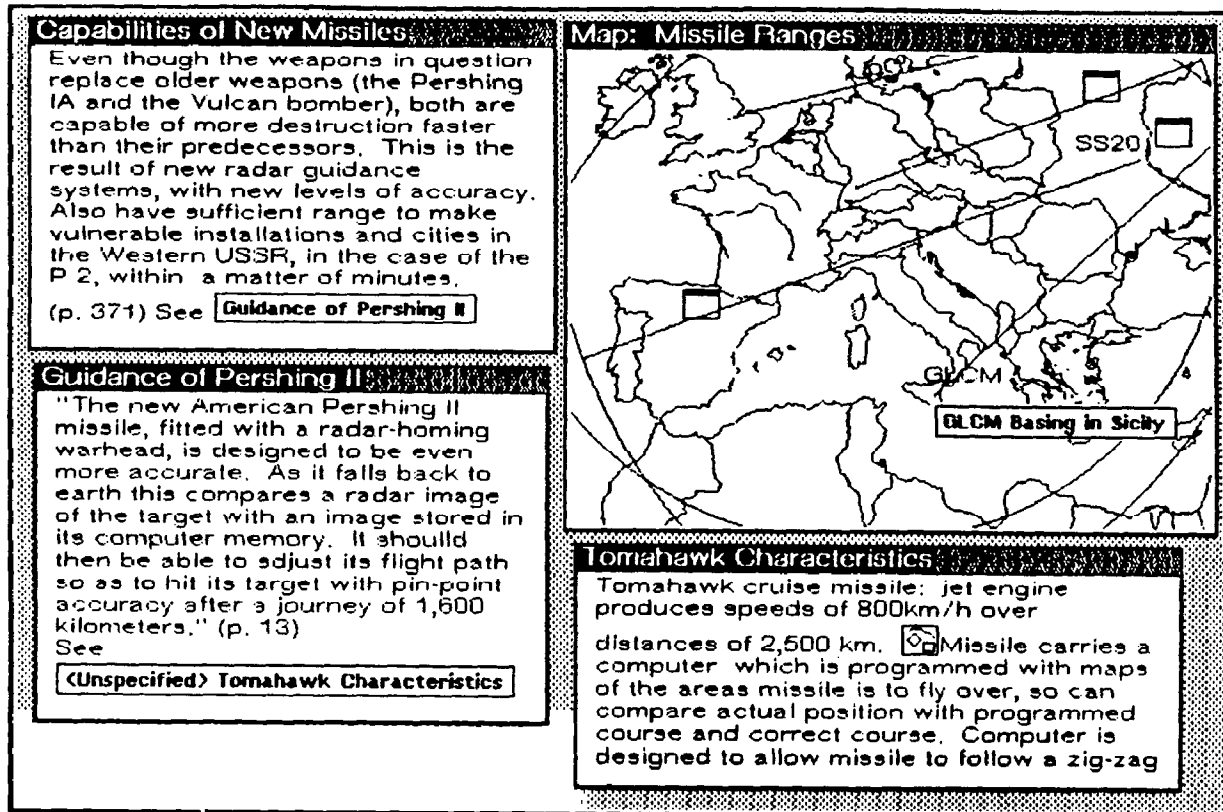 Capabilities of New Missiles
Even though the weapons in question
replace older weapons (the Pershing
IA and the Vulcan bomber), both are
capable of more destruction faster
than their predecessors. This is the
result of new radar guidance
systems, with new levels of accuracy.
Also have sufficient range to make
vulnerable installations and cities in
the Western USSR, in the case of the
P 2, within a matter of minutes.
(p. 371) See Guidance of Pershing II
Guidance of Pershing II
"The new American Pershing II
missile, fitted with a radar-homing
warhead, is designed to be even
more accurate. As it falls back to
earth this compares a radar image
of the target with an image stored in
its computer memory. It shoulld
then be able to adjust its flight path
so as to hit its target with pin-point
accuracy after a journey of 1,600
kilometers." (p. 13)
See
<Unspecified> Tomahawk Characteristics
Map: Missile Ranges
SS20
GLCM
GLCM Basing in Sicily
Tomahawk Characteristics
Tomahawk cruise missile: jet engine
produces speeds of 800km/h over
distances of 2,500 km. Missile carries a
computer which is programmed with maps
of the areas missile is to fly over, so can
compare actual position with programmed
course and correct course. Computer is
designed to allow missile to follow a zig-zag